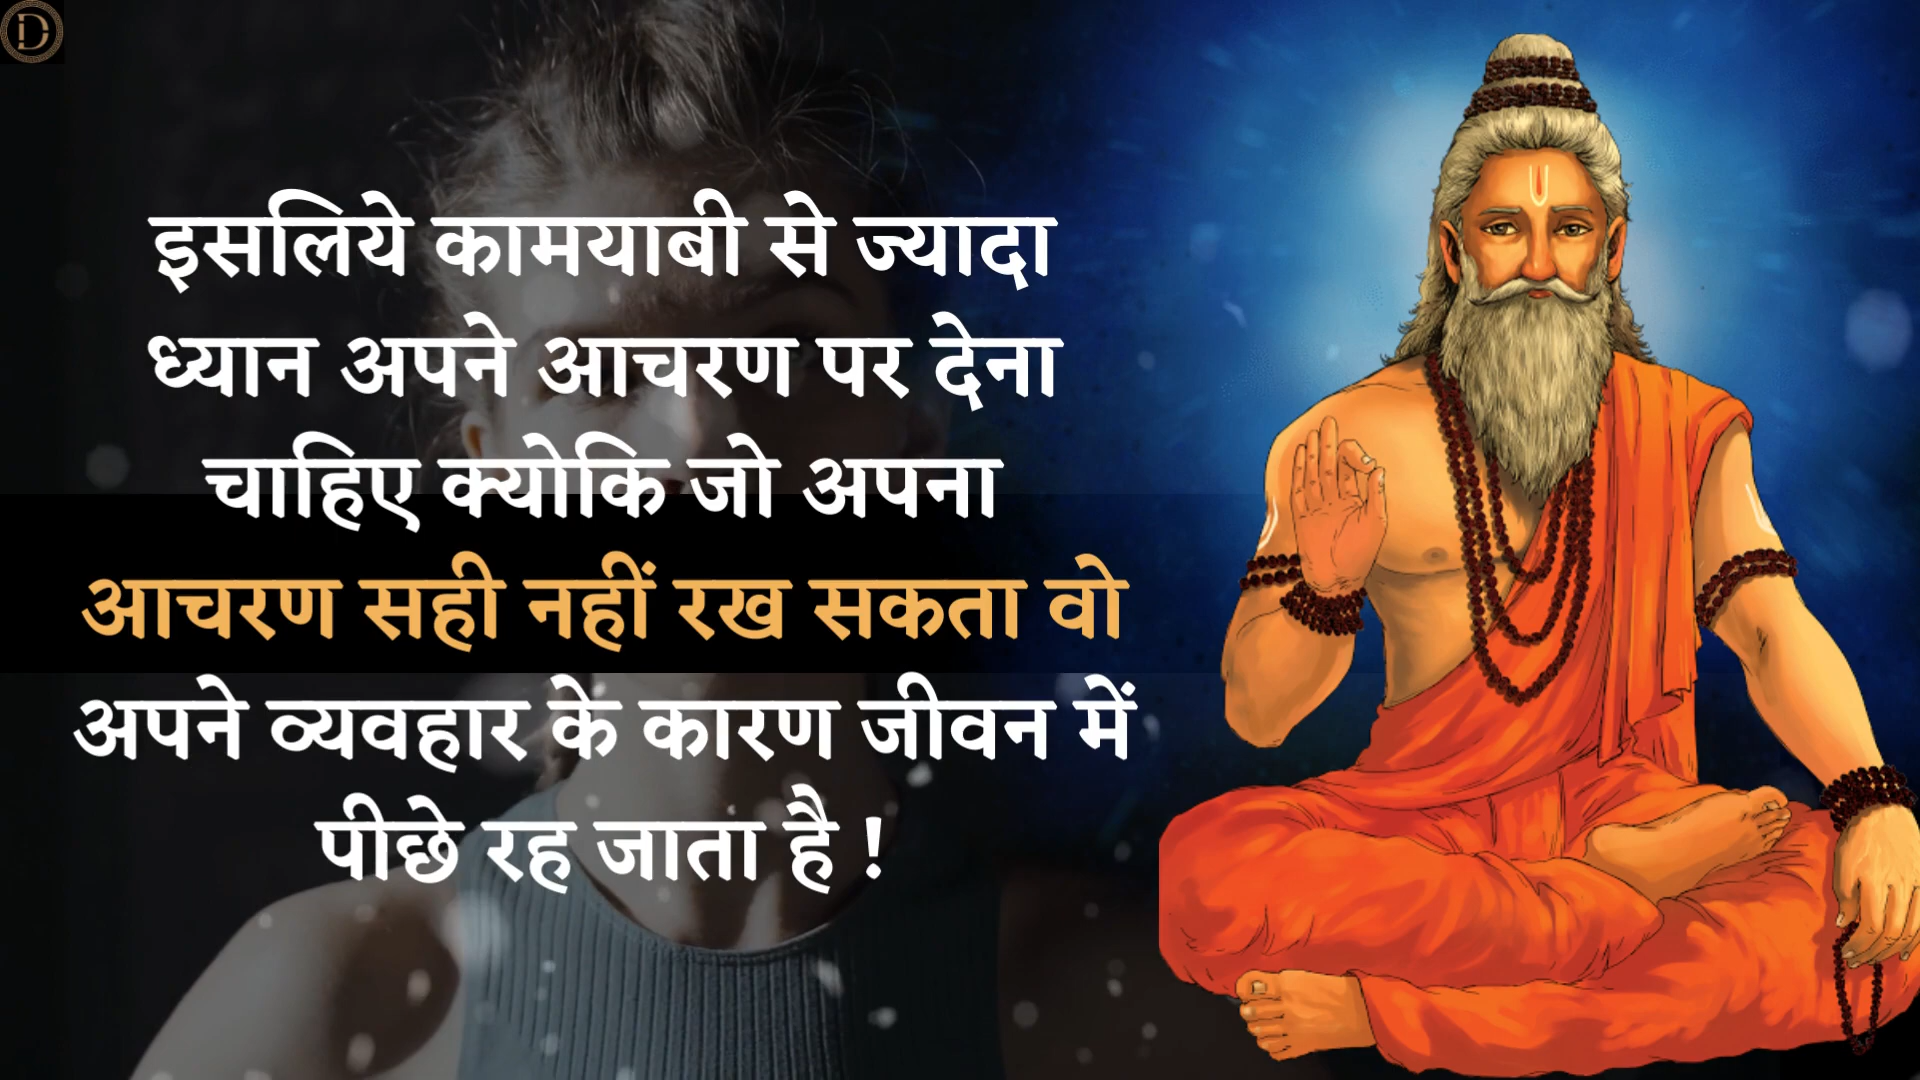 इसलिये कामयाबी से ज्यादा
ध्यान अपने आचरण पर देना
चाहिए क्योकि जो अपना
आचरण सही नहीं रख सकता वो
अपने व्यवहार के कारण जीवन में
पीछे रह जाता है !